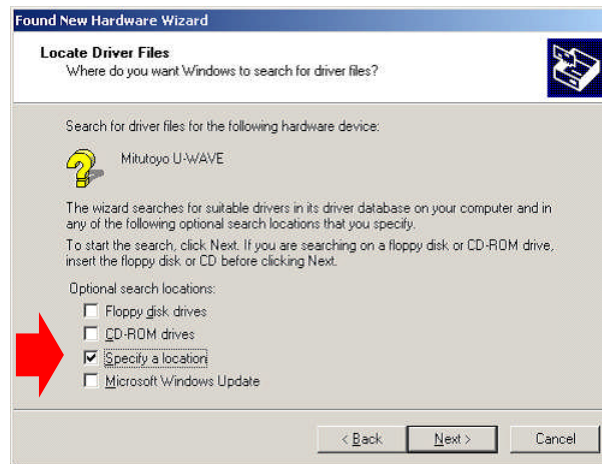 Found New Hardware Wizard
Locate Driver Files
Where do you want Windows to search for driver files?
Search for driver files for the following hardware device:
Mitutoyo U-WAVE
The wizard searches for suitable drivers in its driver database on your computer and in
any of the following optional search locations that you specify.
To start the search, click Next. If you are searching on a floppy disk or CD-ROM drive,
insert the floppy disk or CD before clicking Next.
Optional search locations:
Floppy disk drives
CD-ROM drives
Specify a location
Microsoft Windows Update
< Back Next > Cancel